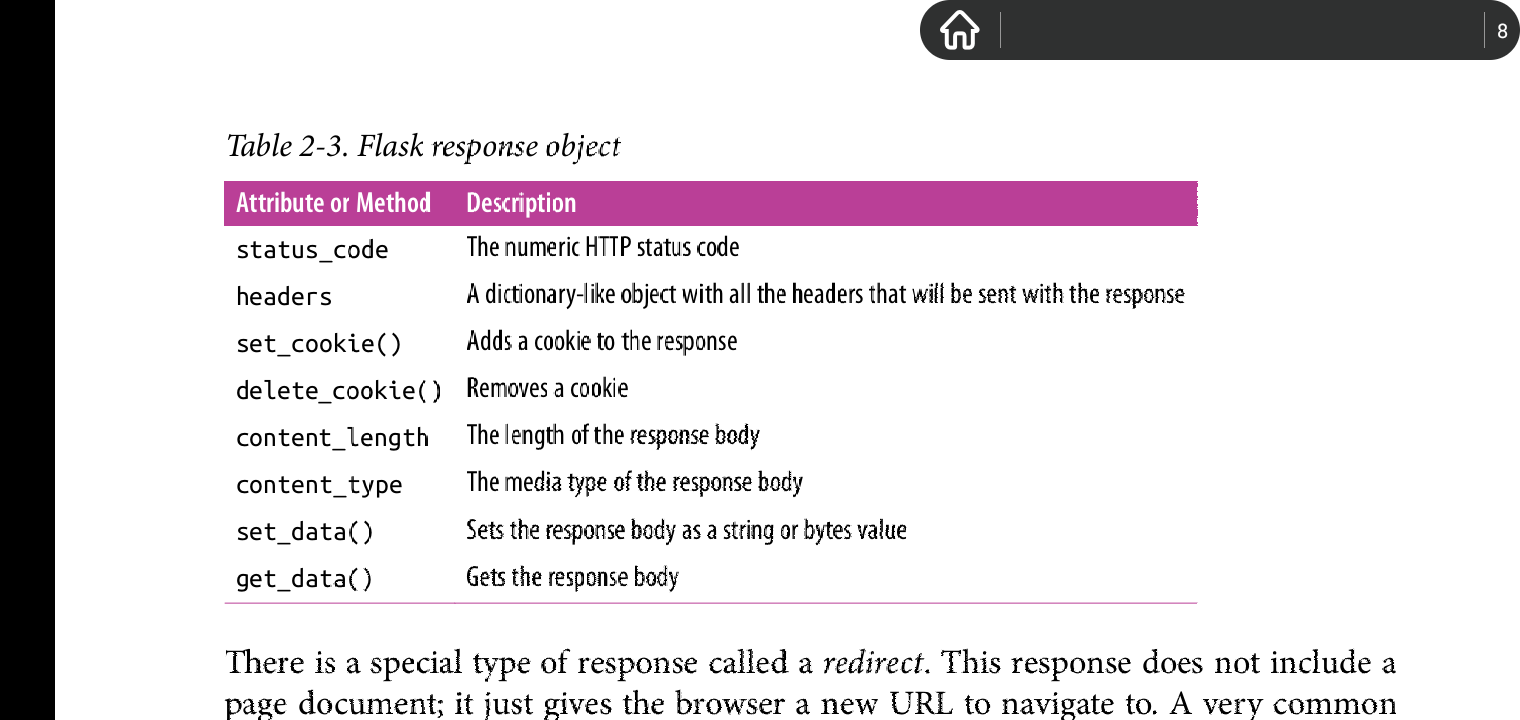 8
Table 2-3. Flask response object
Attribute or Method Description
status_code The numeric HTTP status code
headers A dictionary-like object with all the headers that will be sent with the response
set_cookie() Adds a cookie to the response
delete_cookie() Removes a cookie
content_length The length of the response body
content_type The media type of the response body
set_data() Sets the response body as a string or bytes value
get_data() Gets the response body
There is a special type of response called a redirect. This response does not include a
page document; it just gives the browser a new URL to navigate to. A very common